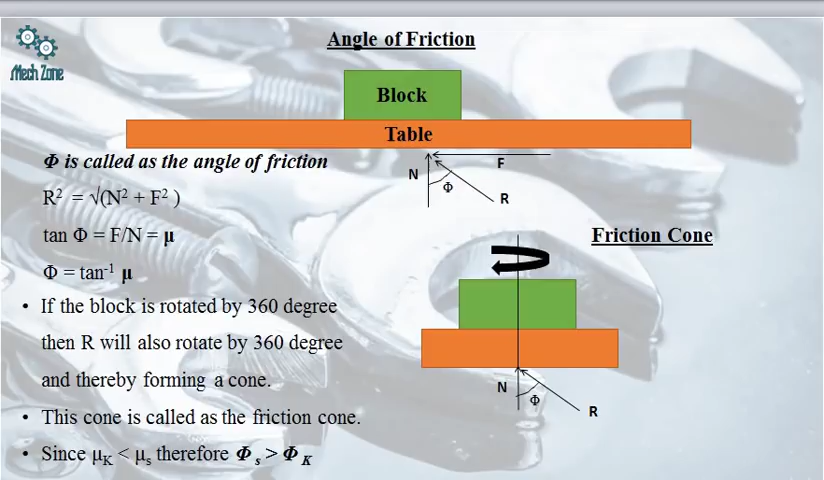 Angle of Friction
Mech Zone
Block
Table
Φ is called as the angle of friction
F
N
Φ
R
R² = √(N² + F² )
tan Φ = F/N = μ
Φ = tan⁻¹ μ
Friction Cone
• If the block is rotated by 360 degree
then R will also rotate by 360 degree
and thereby forming a cone.
N
Φ
R
• This cone is called as the friction cone.
• Since μK < μs therefore Φ s > Φ K